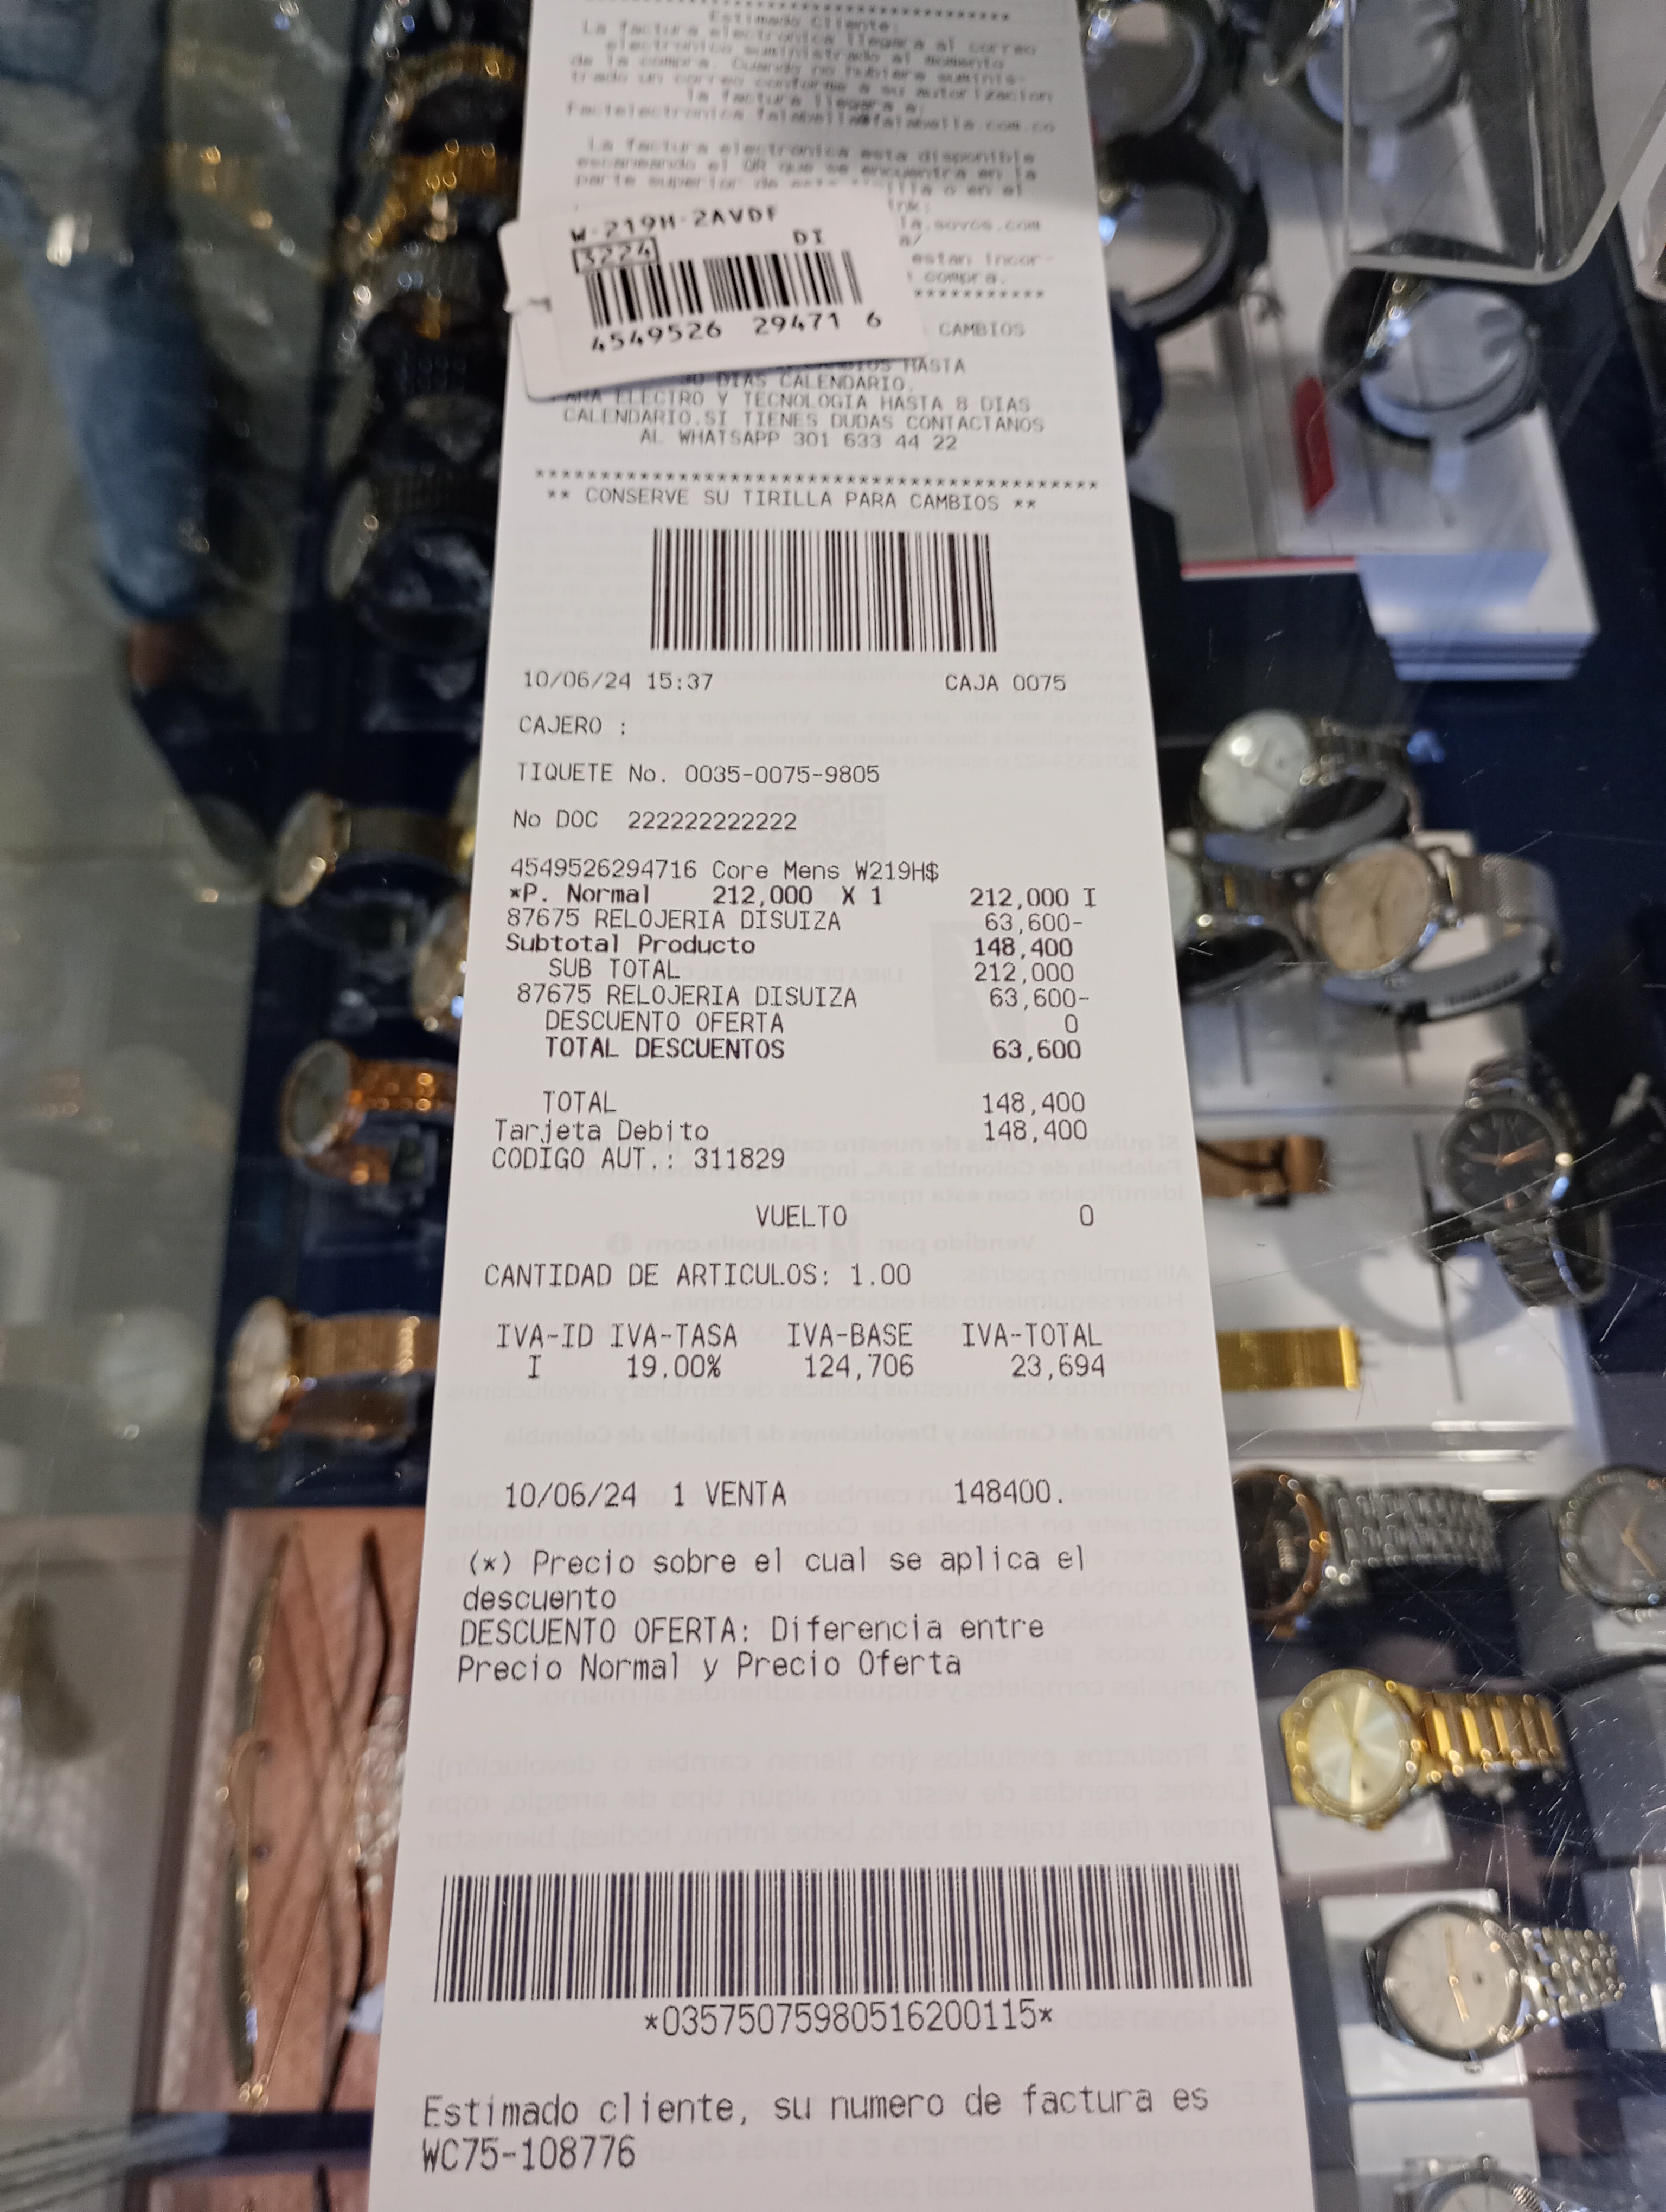 Estimado Cliente:
La factura electronica llegara al correo
electronico suministrado al momento
de la compra. Cuando no hubiere suminis-
trado un correo conforme a su autorizacion
la factura llegara a:
Factelectronica falabella@falabella.com.co
La factura electronica esta disponible
escaneando el QR que se encuentra en la
parte superior de esta tirilla o en el
ink:
la.sovos.com
a/
estan incor-
compra.
***********
W-219H-2AVDF
DI
3224
4549526 29471 6
CAMBIOS
HASTA
30 DIAS CALENDARIO.
PARA ELECTRO Y TECNOLOGIA HASTA 8 DIAS
CALENDARIO.SI TIENES DUDAS CONTACTANOS
AL WHATSAPP 301 633 44 22
******************************************
** CONSERVE SU TIRILLA PARA CAMBIOS **
10/06/24 15:37 CAJA 0075
CAJERO :
TIQUETE No. 0035-0075-9805
No DOC 222222222222
4549526294716 Core Mens W219H$
*P. Normal 212,000 X 1 212,000 I
87675 RELOJERIA DISUIZA 63,600-
Subtotal Producto 148,400
SUB TOTAL 212,000
87675 RELOJERIA DISUIZA 63,600-
DESCUENTO OFERTA 0
TOTAL DESCUENTOS 63,600
TOTAL 148,400
Tarjeta Debito 148,400
CODIGO AUT.: 311829
VUELTO 0
CANTIDAD DE ARTICULOS: 1.00
IVA-ID IVA-TASA IVA-BASE IVA-TOTAL
I 19.00% 124,706 23,694
10/06/24 1 VENTA 148400.
(*) Precio sobre el cual se aplica el
descuento
DESCUENTO OFERTA: Diferencia entre
Precio Normal y Precio Oferta
*03575075980516200115*
Estimado cliente, su numero de factura es
WC75-108776